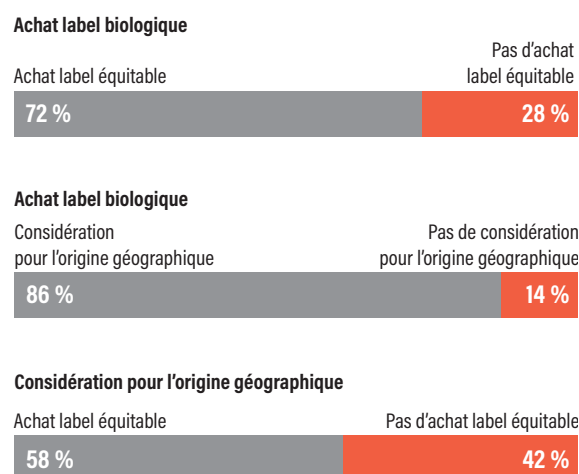 Achat label biologique
Achat label équitable
Pas d'achat
label équitable
72 %
28 %
Achat label biologique
Considération
pour l'origine géographique
Pas de considération
pour l'origine géographique
86 %
14 %
Considération pour l'origine géographique
Achat label équitable
Pas d'achat label équitable
58 %
42 %